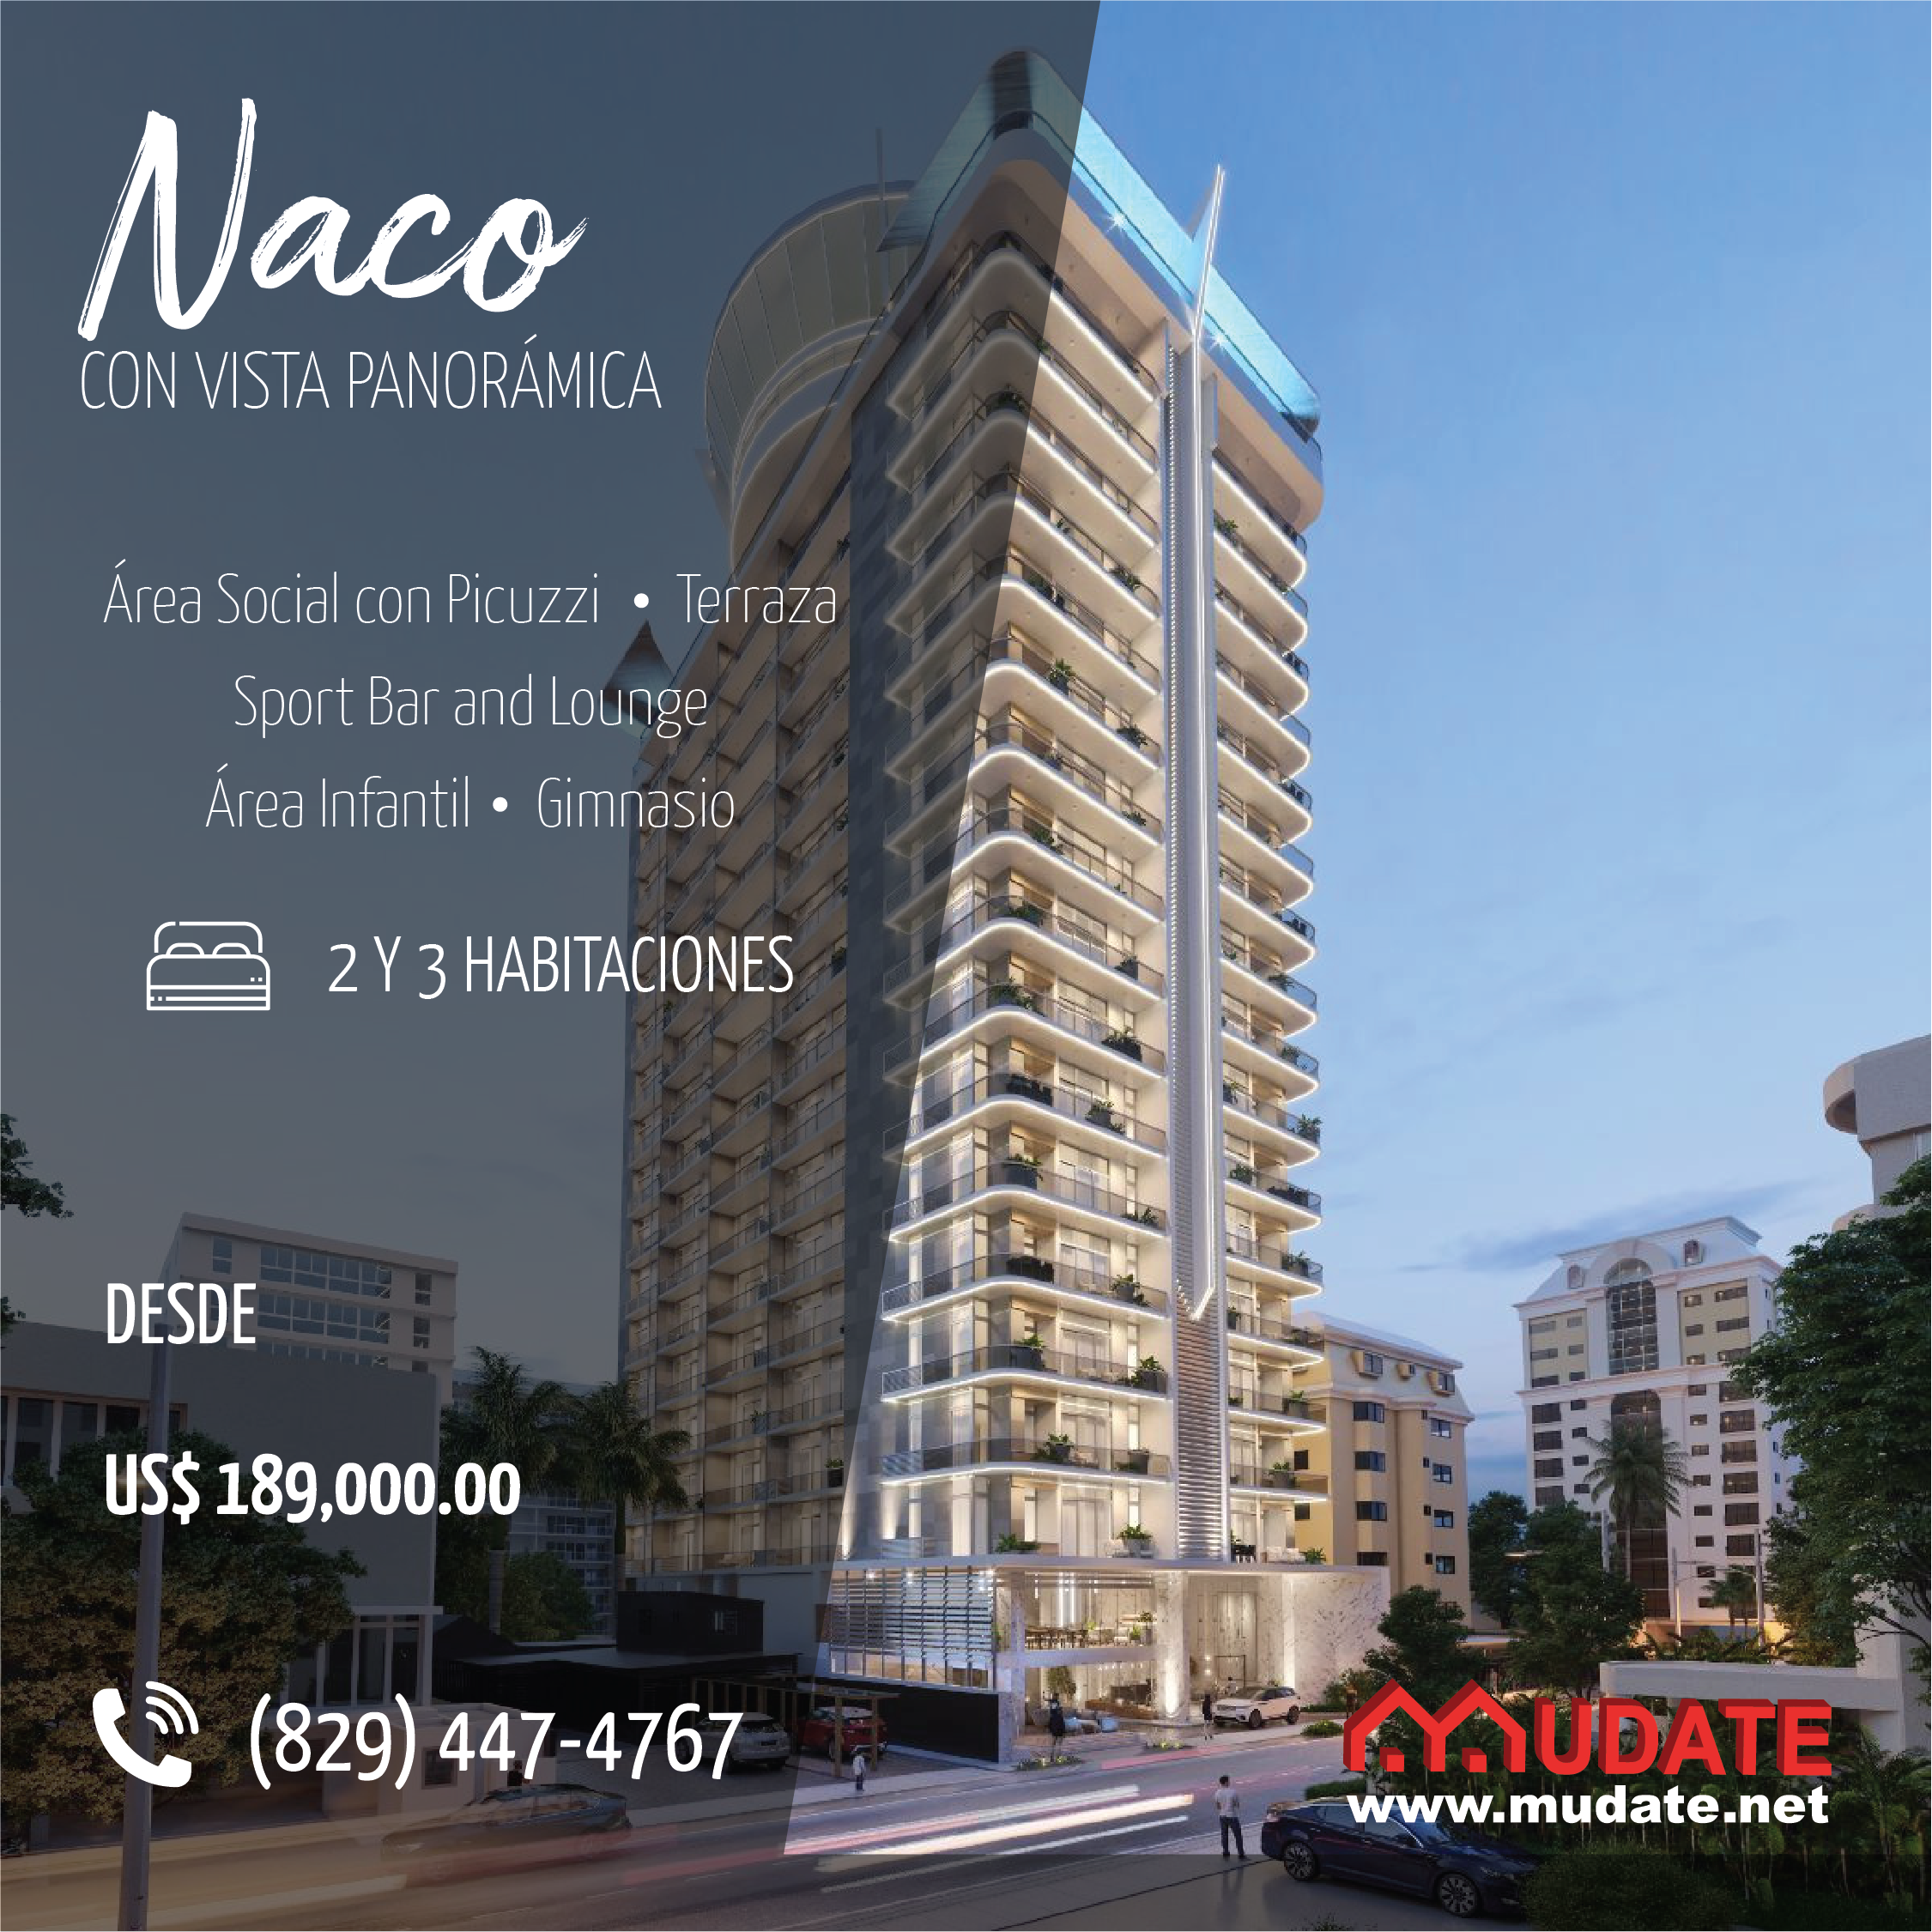 Naco
CON VISTA PANORÁMICA
Área Social con Picuzzi • Terraza
Sport Bar and Lounge
Área Infantil • Gimnasio
2 Y 3 HABITACIONES
DESDE
US$ 189,000.00
(829) 447-4767
MUDATE
www.mudate.net